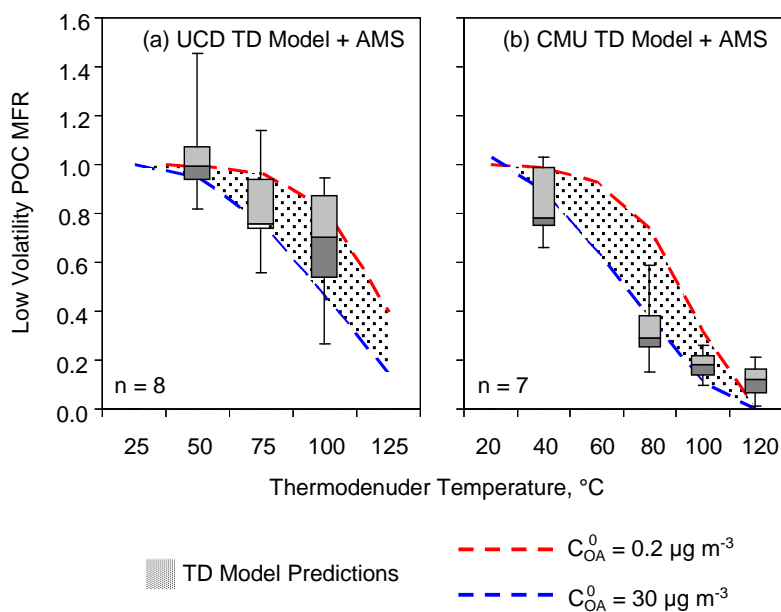 (a) UCD TD Model + AMS
(b) CMU TD Model + AMS
Low Volatility POC MFR
1.6
1.4
1.2
1.0
0.8
0.6
0.4
0.2
0.0
n = 8
n = 7
25 50 75 100 125
20 40 60 80 100 120
Thermodenuder Temperature, °C
TD Model Predictions
C⁰OA = 0.2 µg m⁻³
C⁰OA = 30 µg m⁻³